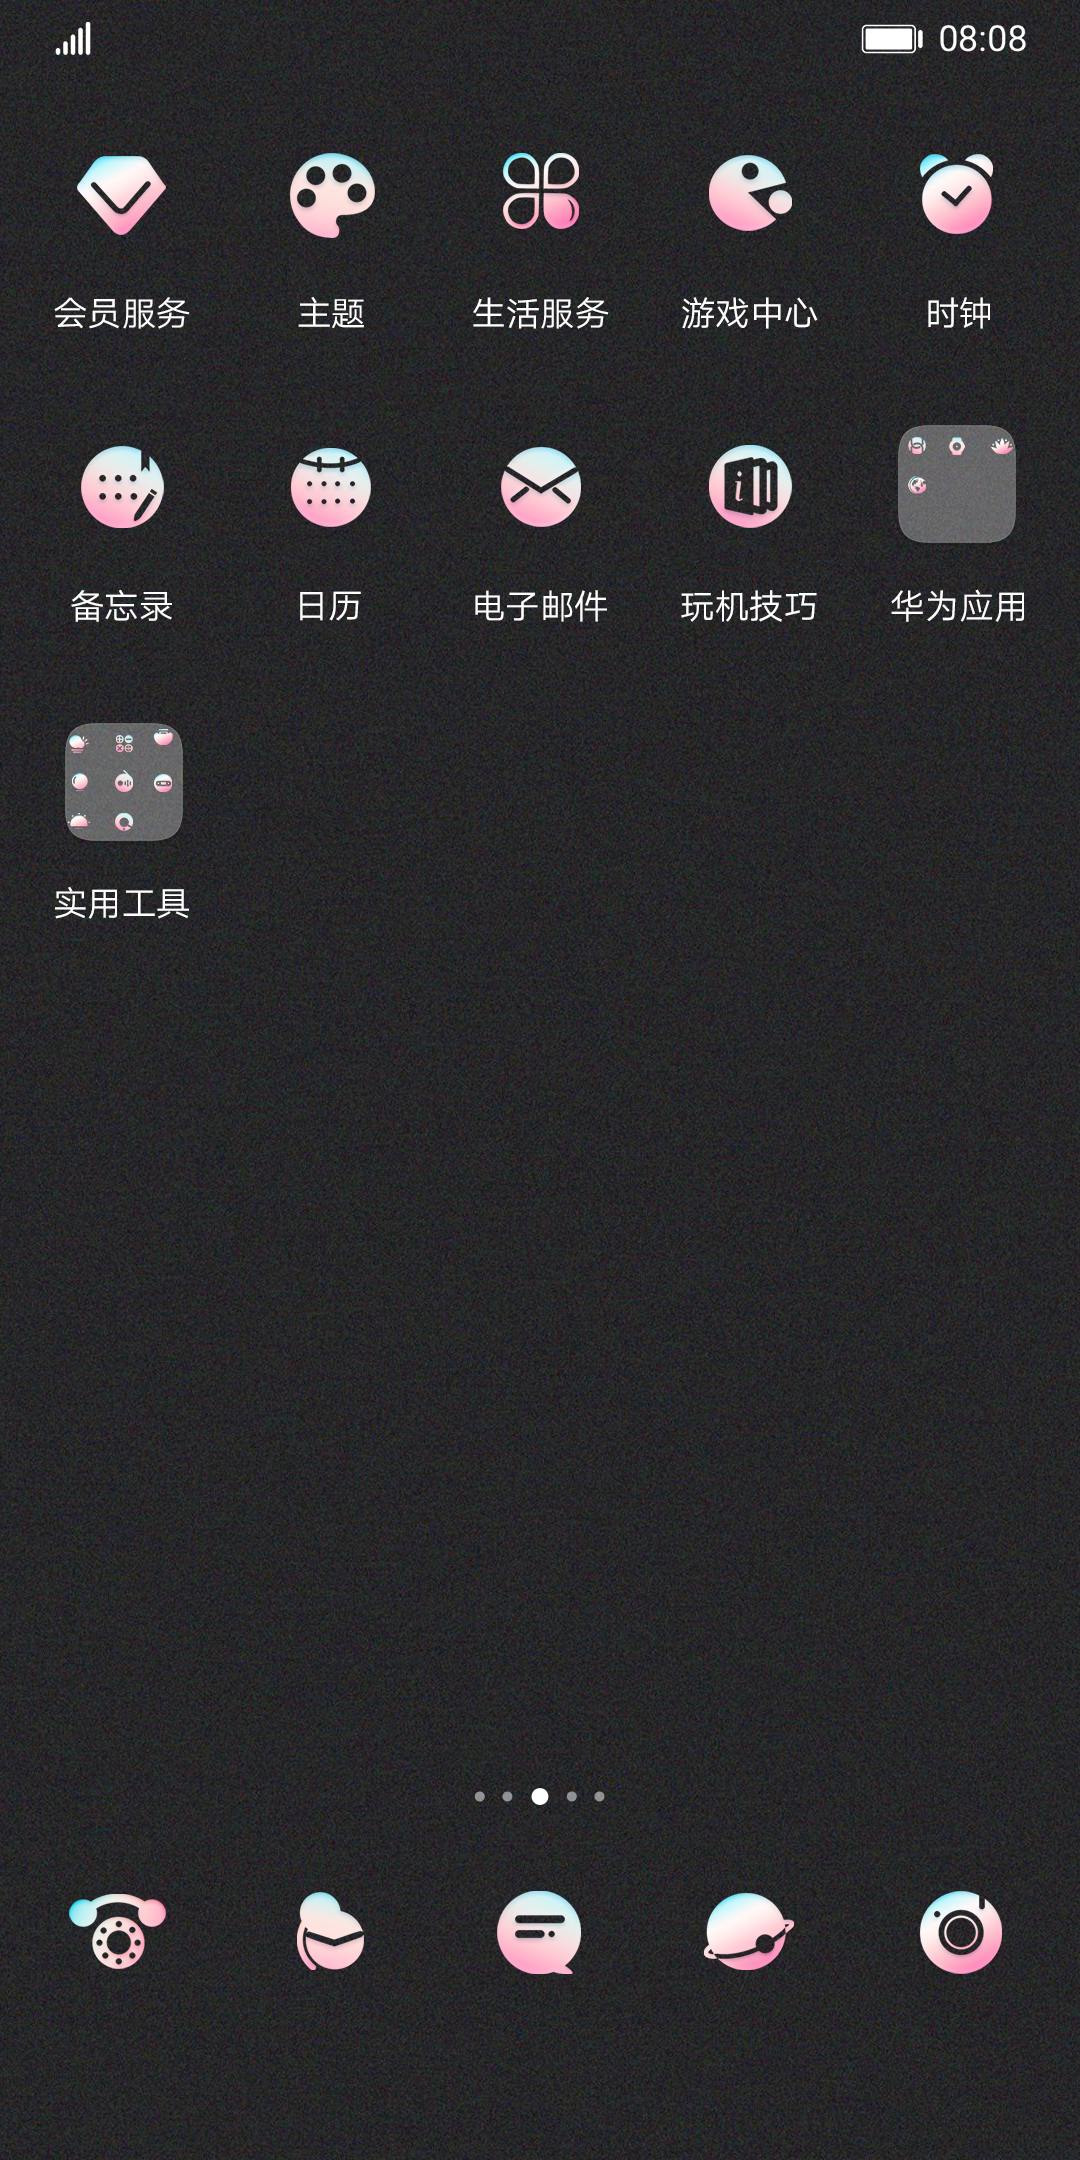 08:08
会员服务
主题
生活服务
游戏中心
时钟
备忘录
日历
电子邮件
玩机技巧
华为应用
实用工具